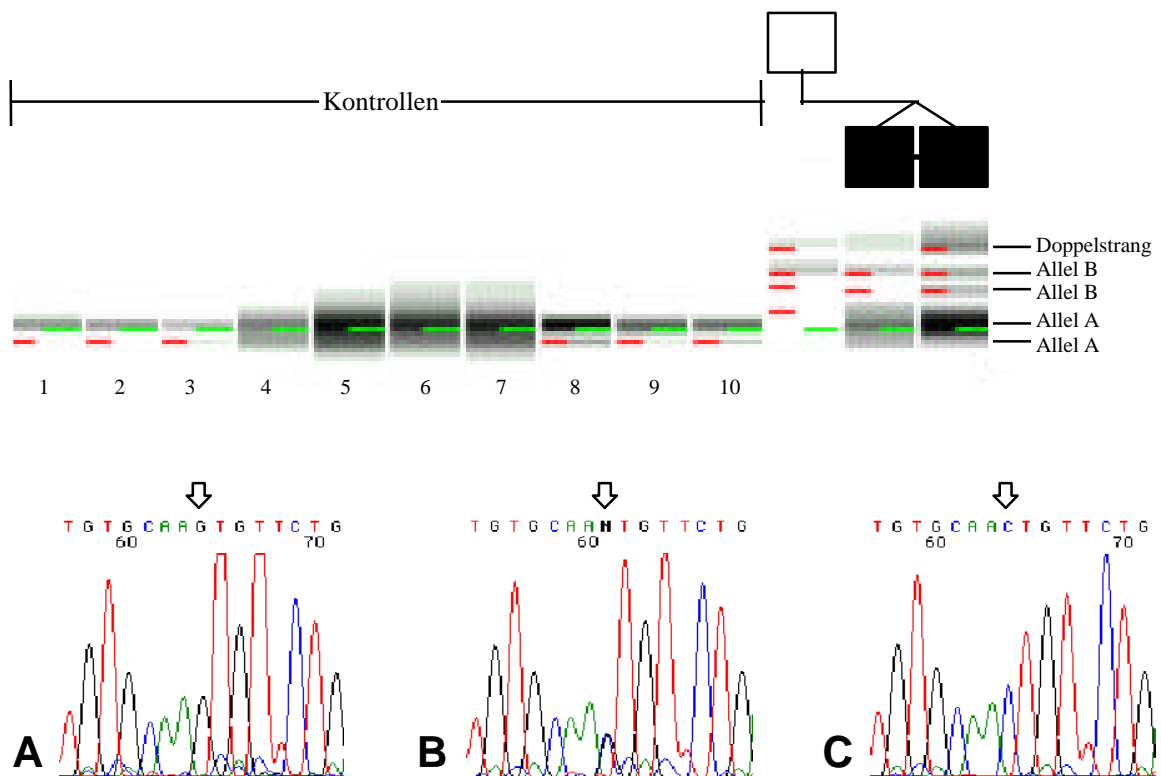 Kontrollen
Doppelstrang
Allel B
Allel B
Allel A
Allel A
1 2 3 4 5 6 7 8 9 10
T G T G C A A G T G T T C T G
60 70
A
T G T G C A A N T G T T C T G
60
B
T G T G C A A C T G T T C T G
60 70
C